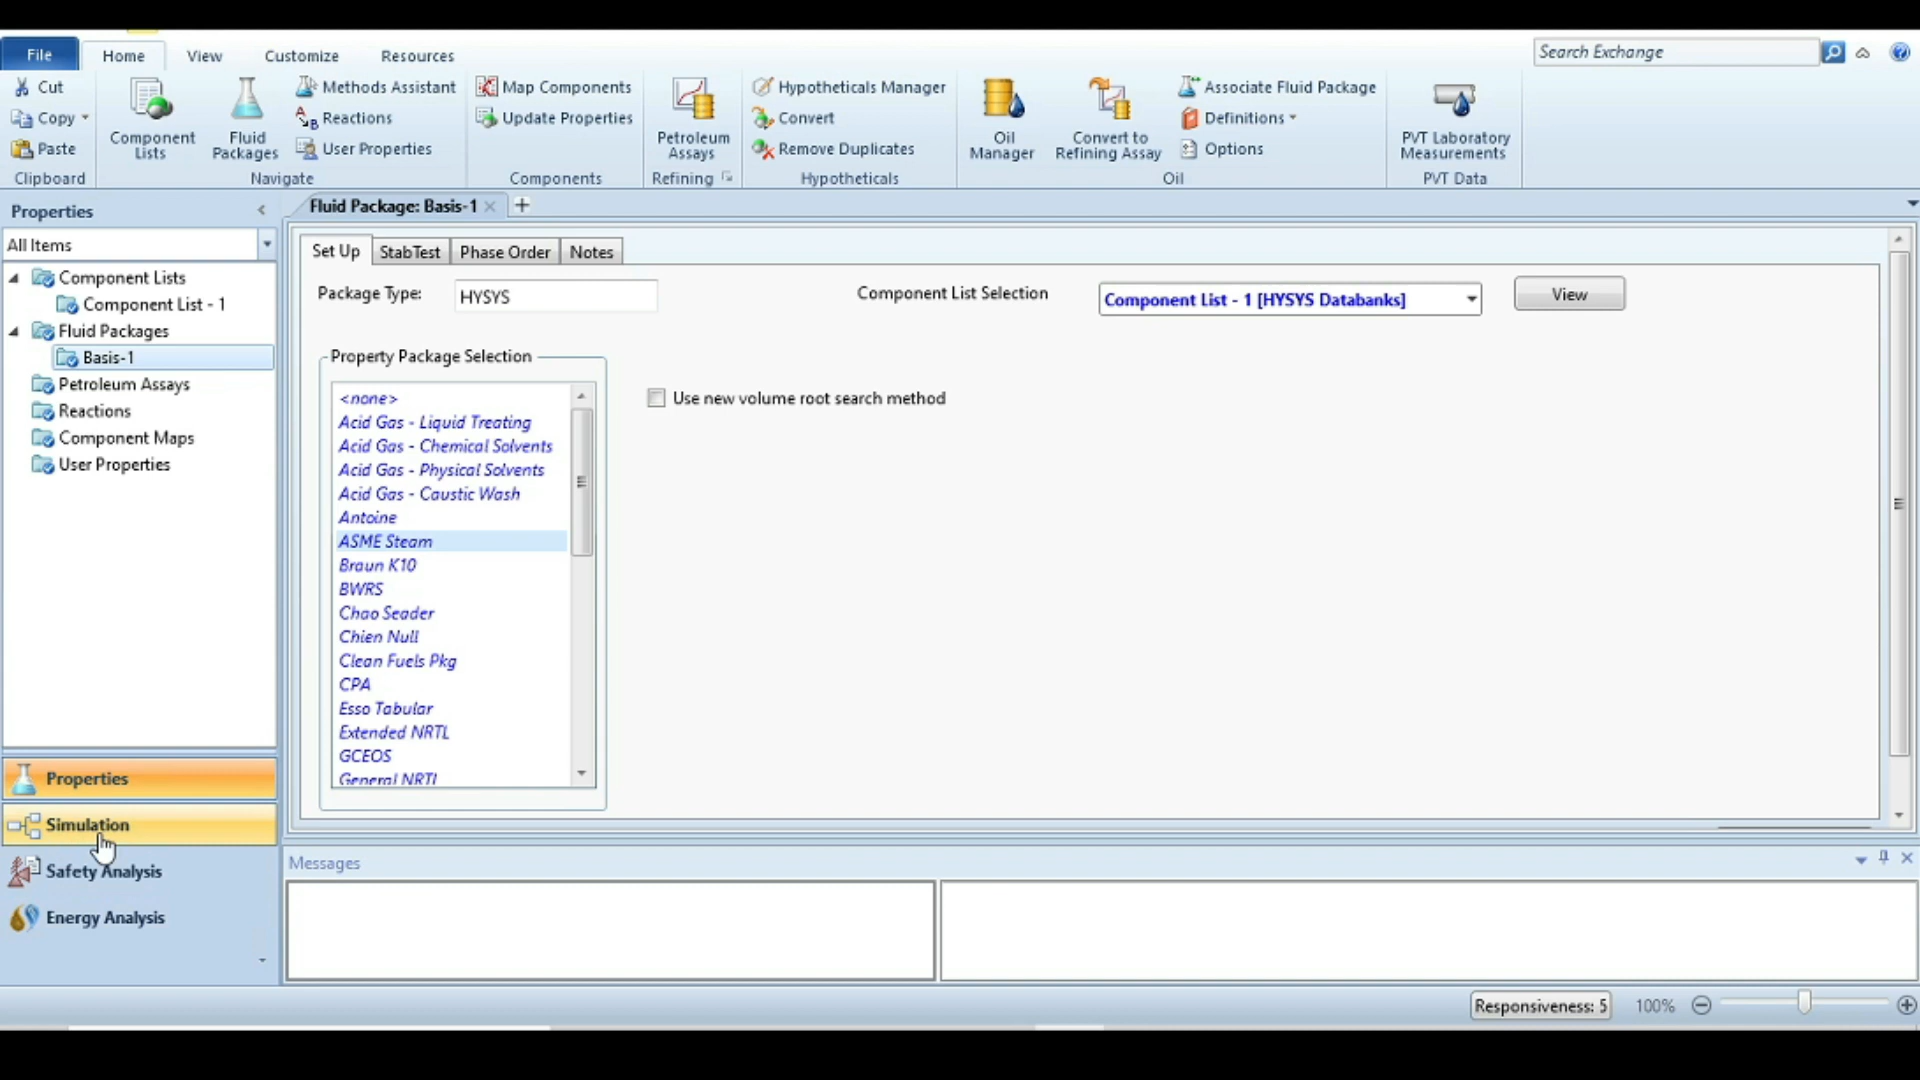 File Home View Customize Resources Search Exchange
Cut
Copy
Paste
Clipboard
Component Lists
Fluid Packages
Methods Assistant
Reactions
User Properties
Navigate
Map Components
Update Properties
Components
Petroleum Assays
Refining
Hypotheticals Manager
Convert
Remove Duplicates
Hypotheticals
Oil Manager
Convert to Refining Assay
Associate Fluid Package
Definitions
Options
Oil
PVT Laboratory Measurements
PVT Data
Properties
All Items
Component Lists
Component List - 1
Fluid Packages
Basis-1
Petroleum Assays
Reactions
Component Maps
User Properties
Properties
Simulation
Safety Analysis
Energy Analysis
Fluid Package: Basis-1
Set Up StabTest Phase Order Notes
Package Type: HYSYS Component List Selection Component List - 1 [HYSYS Databanks] View
Property Package Selection
<none>
Acid Gas - Liquid Treating
Acid Gas - Chemical Solvents
Acid Gas - Physical Solvents
Acid Gas - Caustic Wash
Antoine
ASME Steam
Braun K10
BWRS
Chao Seader
Chien Null
Clean Fuels Pkg
CPA
Esso Tabular
Extended NRTL
GCEOS
General NRTL
Use new volume root search method
Messages
Responsiveness: 5 100%